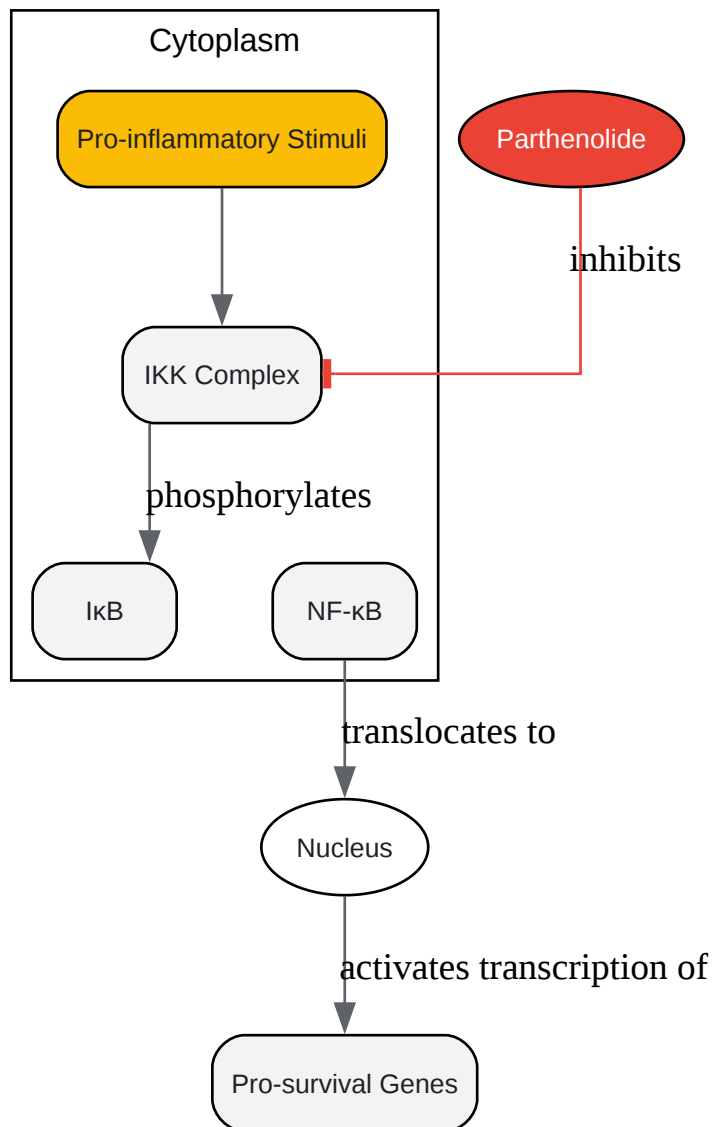 Cytoplasm
Pro-inflammatory Stimuli
Parthenolide
inhibits
IKK Complex
phosphorylates
IκB
NF-κB
translocates to
Nucleus
activates transcription of
Pro-survival Genes